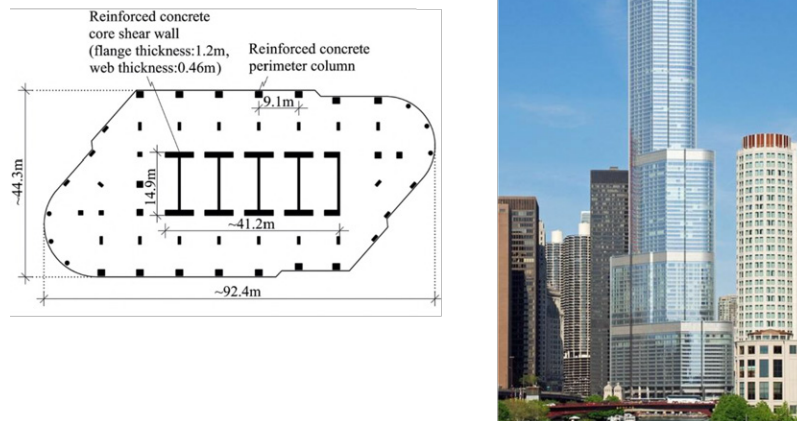 Reinforced concrete
core shear wall
(flange thickness:1.2m,
web thickness:0.46m)
Reinforced concrete
perimeter column
9.1m
~44.3m
14.9m
~41.2m
~92.4m